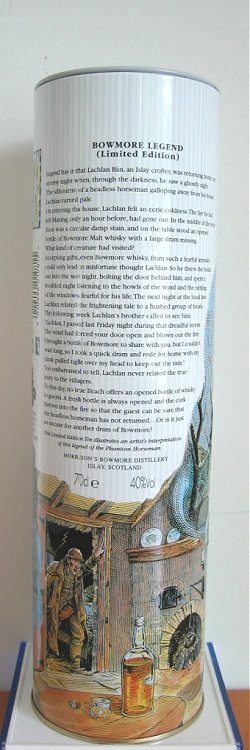 BOWMORE LEGEND
(Limited Edition)
Legend has it that Lachlan Ban, an Islay crofter, was returning home one
stormy night when, through the darkness, he saw a ghostly sight.
The silhouette of a headless horseman galloping away from his house.
Lachlan turned pale.
On entering the house, Lachlan felt an eerie coldness. The fire he had
left blazing, only an hour before, had gone out. In the middle of the
floor was a circular damp stain, and on the table stood an opened
bottle of Bowmore Malt whisky with a large dram missing.
What kind of creature had visited?
Accepting gifts, even Bowmore whisky, from such a fearful intruder
could only lead to misfortune thought Lachlan. So he threw the bottle
out into the wet night, bolting the door behind him, and spent a
troubled night listening to the howls of the wind and the rattling
of the windows fearful for his life. The next night at the local Inn
Lachlan related the frightening tale to a hushed group of locals.
The following week Lachlan's brother called to see him.
"Lachlan, I passed last Friday night during that dreadful storm.
The wind had forced your door open and blown out the fire.
I brought a bottle of Bowmore to share with you, but I couldn't
wait long, so I took a quick dram and rode for home with my
cloak pulled tight over my head to keep out the rain."
Too embarrassed to tell, Lachlan never related the true
story to the villagers.
To this day, no true Ileach offers an opened bottle of whisky
to guests. A fresh bottle is always opened and the cork
thrown into the fire so that the guest can be sure that
the headless horseman has not returned....Or is it just
an excuse for another dram of Bowmore?
This Limited Edition Tin illustrates an artist's interpretation
of this legend of the Phantom Horseman.
MORRISON'S BOWMORE DISTILLERY
ISLAY, SCOTLAND
70cl e 40%Vol